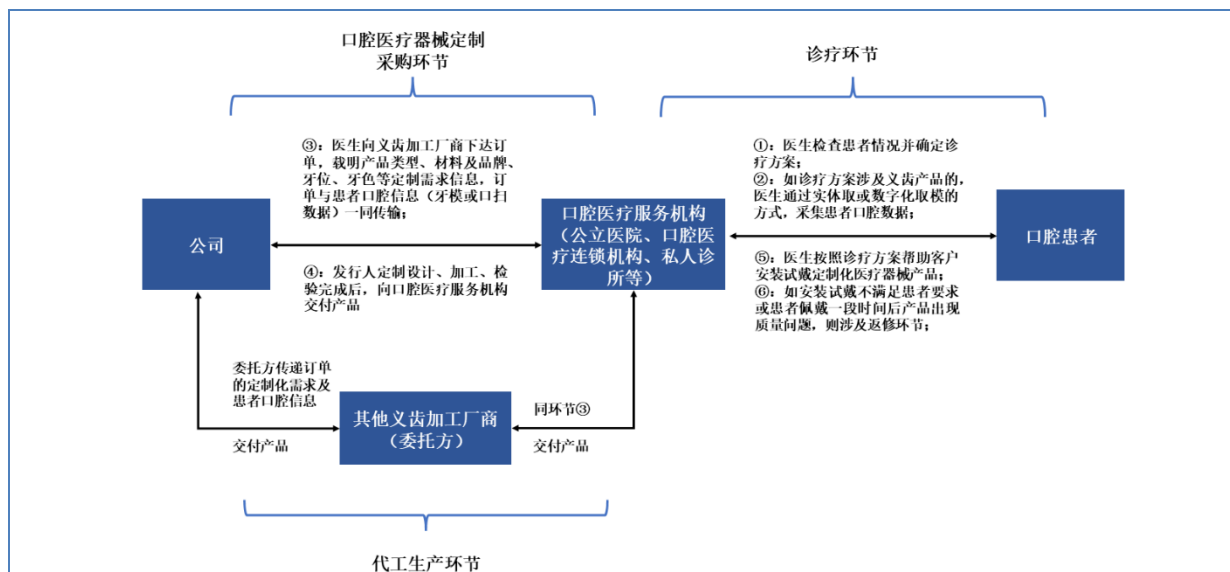 口腔医疗器械定制
采购环节
诊疗环节
③：医生向义齿加工厂商下达订
单，载明产品类型、材料及品牌、
牙位、牙色等定制需求信息，订
单与患者口腔信息（牙模或口扫
数据）一同传输；
①：医生检查患者情况并确定诊
疗方案；
②：如诊疗方案涉及义齿产品的，
医生通过实体取或数字化取模的
方式，采集患者口腔数据；
公司
口腔医疗服务机构
（公立医院、口腔医
疗连锁机构、私人诊
所等）
口腔患者
④：发行人定制设计、加工、检
验完成后，向口腔医疗服务机构
交付产品
⑤：医生按照诊疗方案帮助客户
安装试戴定制化医疗器械产品；
⑥：如安装试戴不满足患者要求
或患者佩戴一段时间后产品出现
质量问题，则涉及返修环节；
委托方传递订单
的定制化需求及
患者口腔信息
交付产品
其他义齿加工厂商
（委托方）
同环节③
交付产品
代工生产环节